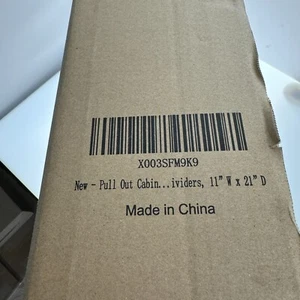 X003SFM9K9
New - Pull Out Cabin...ividers, 11" W x 21" D
Made in China